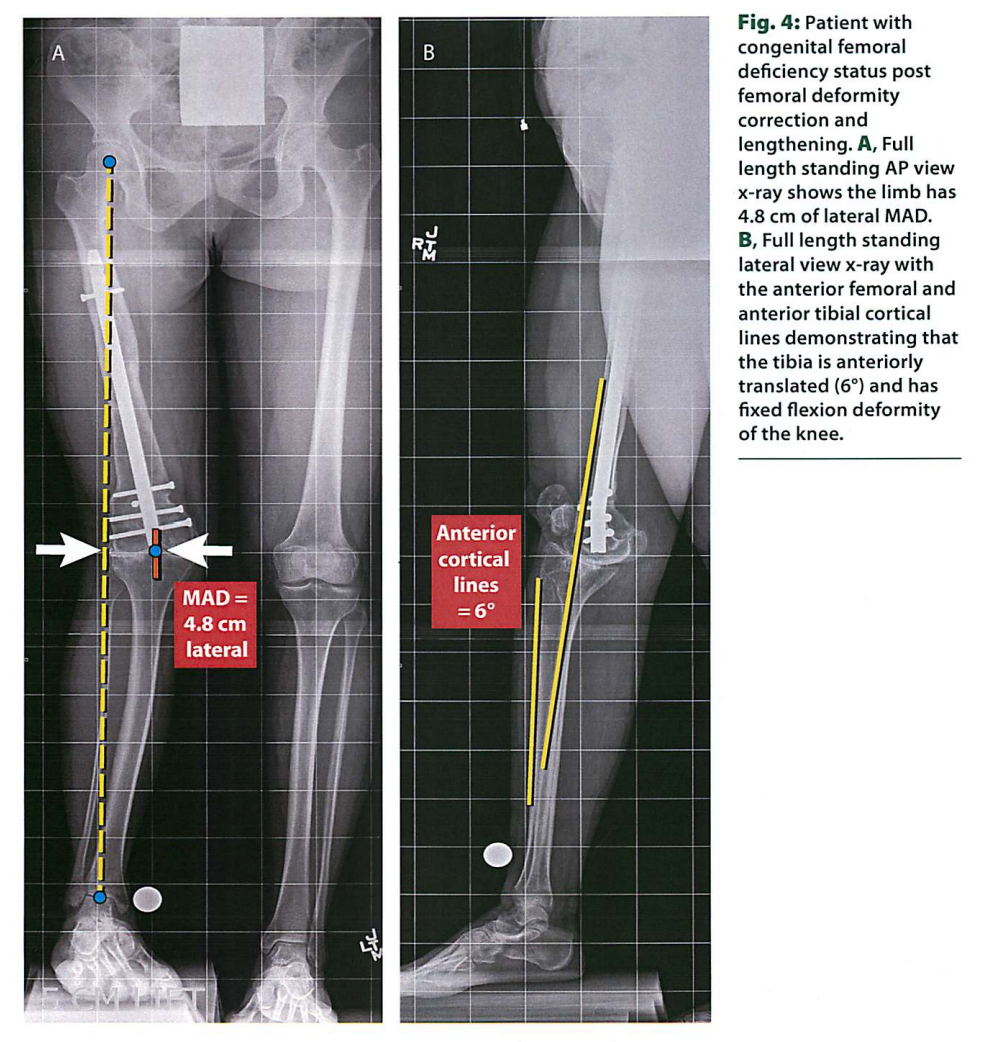 A
B
Fig. 4: Patient with
congenital femoral
deficiency status post
femoral deformity
correction and
lengthening. A, Full
length standing AP view
x-ray shows the limb has
4.8 cm of lateral MAD.
B, Full length standing
lateral view x-ray with
the anterior femoral and
anterior tibial cortical
lines demonstrating that
the tibia is anteriorly
translated (6°) and has
fixed flexion deformity
of the knee.
R
J
T
M
Anterior
cortical
lines
= 6°
MAD =
4.8 cm
lateral
5 CM LIFT